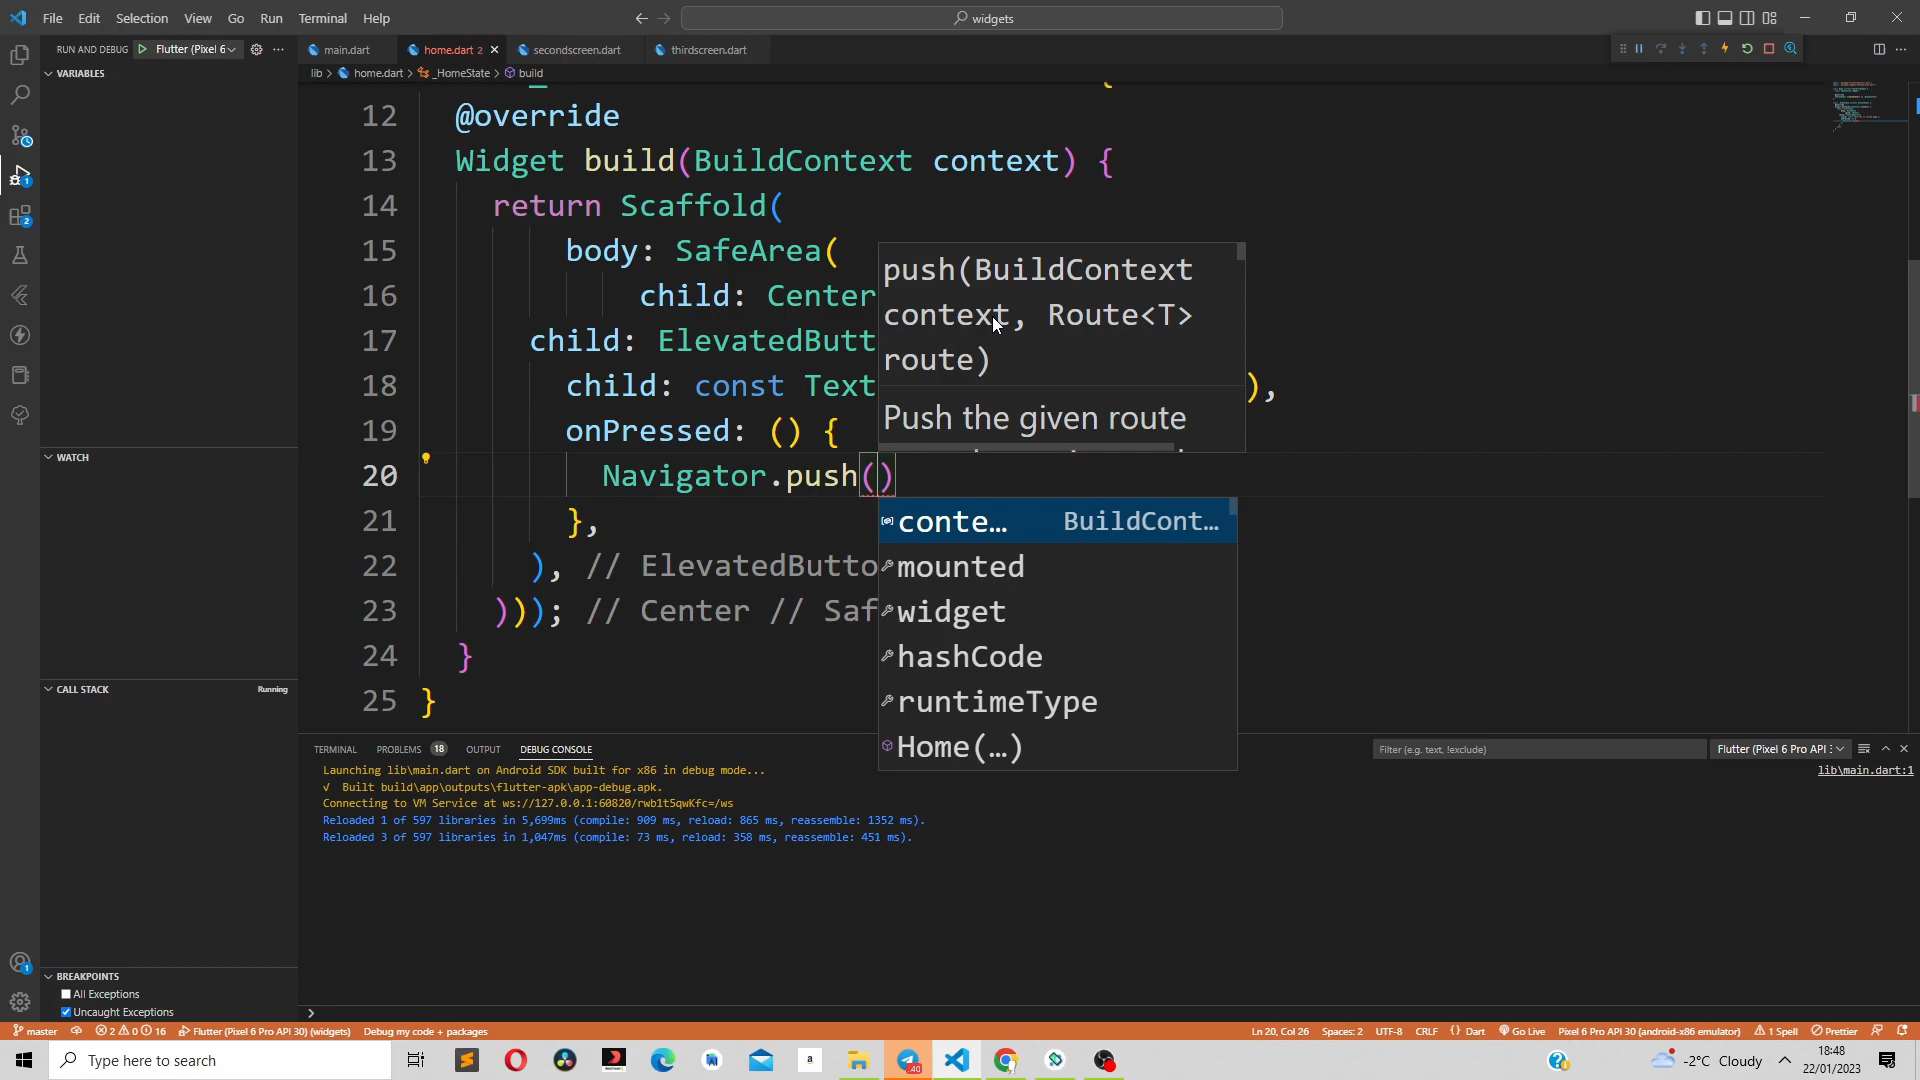 File Edit Selection View Go Run Terminal Help
widgets
RUN AND DEBUG Flutter (Pixel 6
main.dart home.dart 2 secondscreen.dart thirdscreen.dart
lib > home.dart > _HomeState > build
VARIABLES
12 @override
13 Widget build(BuildContext context) {
14 return Scaffold(
15 body: SafeArea(
16 child: Center
17 child: ElevatedButt
18 child: const Text ),
19 onPressed: () {
20 Navigator.push()
21 },
22 ), // ElevatedButto
23 ))); // Center // Saf
24 }
25 }
push(BuildContext
context, Route<T>
route)
Push the given route
conte… BuildCont…
mounted
widget
hashCode
runtimeType
Home(…)
WATCH
CALL STACK Running
BREAKPOINTS
All Exceptions
Uncaught Exceptions
TERMINAL PROBLEMS 18 OUTPUT DEBUG CONSOLE
Filter (e.g. text, !exclude)
Flutter (Pixel 6 Pro API :
lib\main.dart:1
Launching lib\main.dart on Android SDK built for x86 in debug mode...
√ Built build\app\outputs\flutter-apk\app-debug.apk.
Connecting to VM Service at ws://127.0.0.1:60820/rwb1t5qwKfc=/ws
Reloaded 1 of 597 libraries in 5,699ms (compile: 909 ms, reload: 865 ms, reassemble: 1352 ms).
Reloaded 3 of 597 libraries in 1,047ms (compile: 73 ms, reload: 358 ms, reassemble: 451 ms).
master 2 0 16 Flutter (Pixel 6 Pro API 30) (widgets) Debug my code + packages
Ln 20, Col 26 Spaces: 2 UTF-8 CRLF {} Dart Go Live Pixel 6 Pro API 30 (android-x86 emulator) 1 Spell Prettier
Type here to search
-2°C Cloudy
18:48
22/01/2023